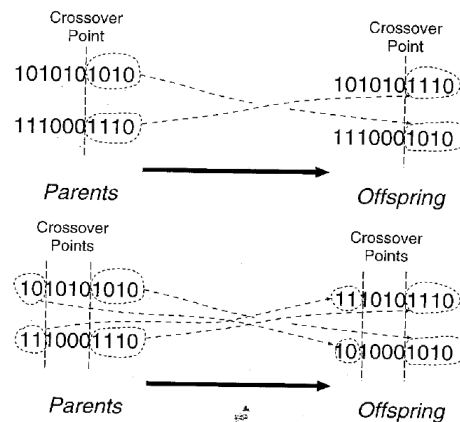 Crossover Point
Crossover Point
1010101010
1010101110
1110001110
1110001010
Parents
Offspring
Crossover Points
Crossover Points
1010101010
1110101110
1110001110
1010001010
Parents
Offspring